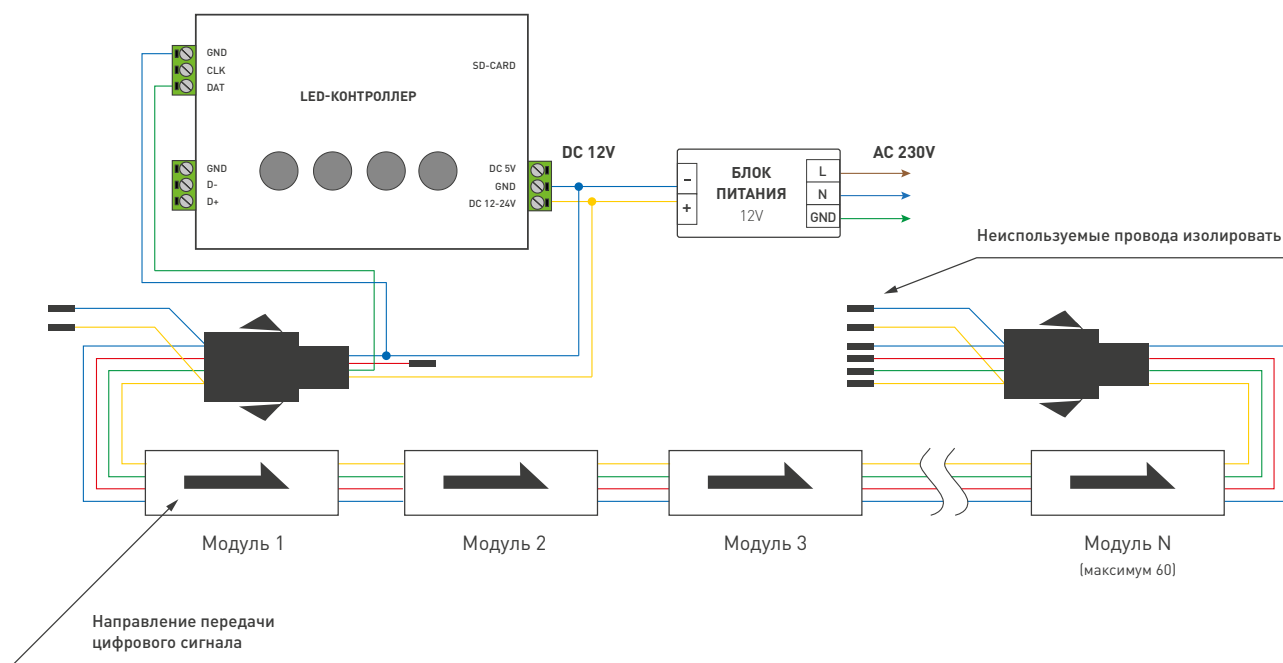 GND
CLK
DAT
SD-CARD
LED-КОНТРОЛЛЕР
GND
D-
D+
DC 5V
GND
DC 12-24V
DC 12V
-
+
БЛОК
ПИТАНИЯ
12V
L
N
GND
AC 230V
Неиспользуемые провода изолировать
Модуль 1
Модуль 2
Модуль 3
Модуль N
(максимум 60)
Направление передачи
цифрового сигнала